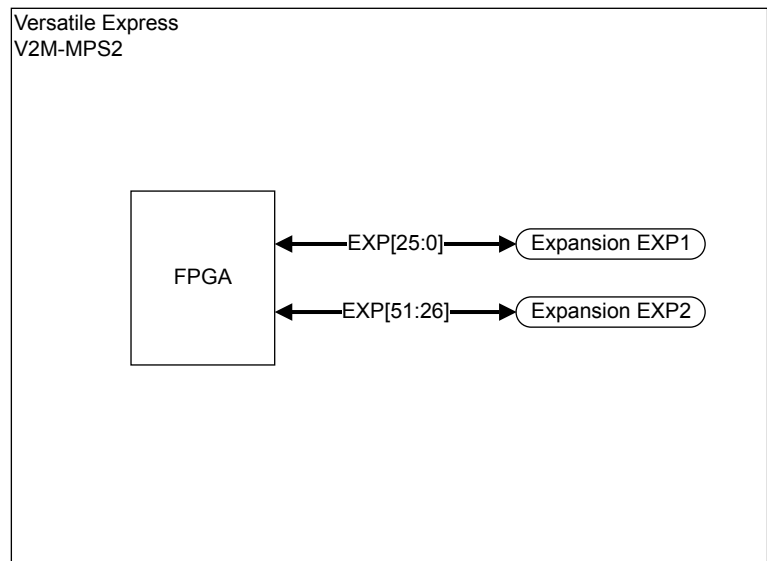 Versatile Express
V2M-MPS2
EXP[25:0]
Expansion EXP1
FPGA
EXP[51:26]
Expansion EXP2